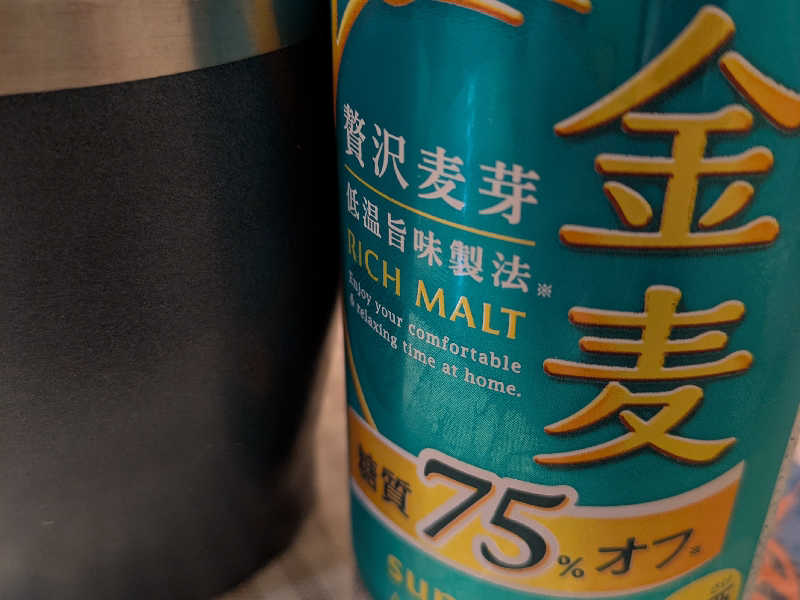 金麦
贅沢麦芽
低温旨味製法※
RICH MALT
Enjoy your comfortable
& relaxing time at home.
糖質75%オフ※